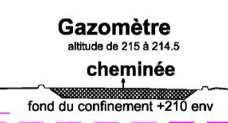 Gazomètre
altitude de 215 à 214.5
cheminée
fond du confinement +210 env